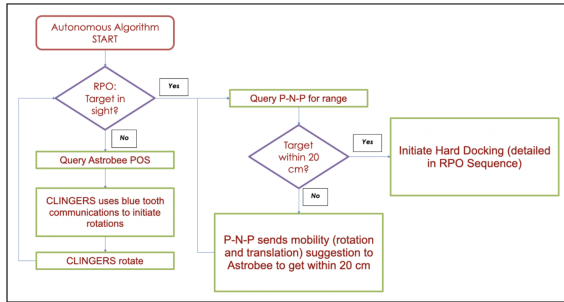 Autonomous Algorithm
START
RPO:
Target in
sight?
Yes
No
Query Astrobee POS
CLINGERS uses blue tooth
communications to initiate
rotations
CLINGERS rotate
Query P-N-P for range
Target
within 20
cm?
Yes
No
Initiate Hard Docking (detailed
in RPO Sequence)
P-N-P sends mobility (rotation
and translation) suggestion to
Astrobee to get within 20 cm